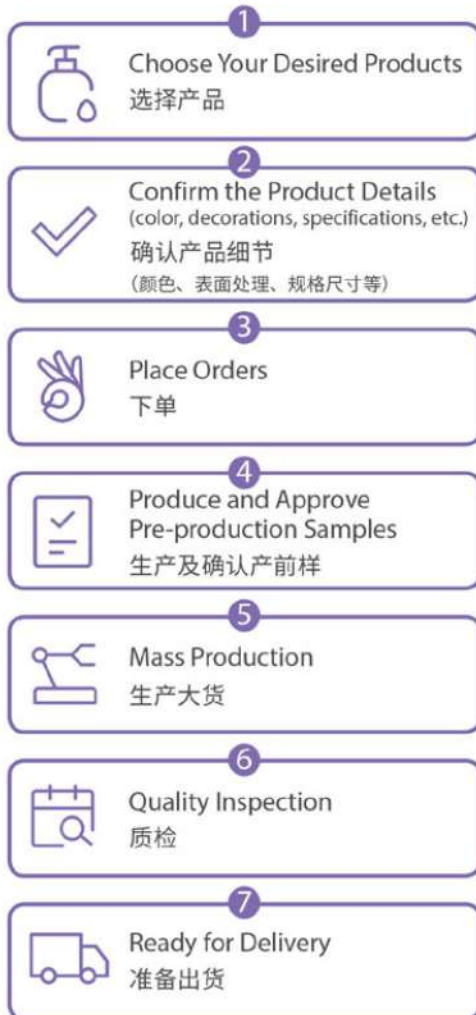 1
Choose Your Desired Products
选择产品
2
Confirm the Product Details
(color, decorations, specifications, etc.)
确认产品细节
（颜色、表面处理、规格尺寸等）
3
Place Orders
下单
4
Produce and Approve
Pre-production Samples
生产及确认产前样
5
Mass Production
生产大货
6
Quality Inspection
质检
7
Ready for Delivery
准备出货